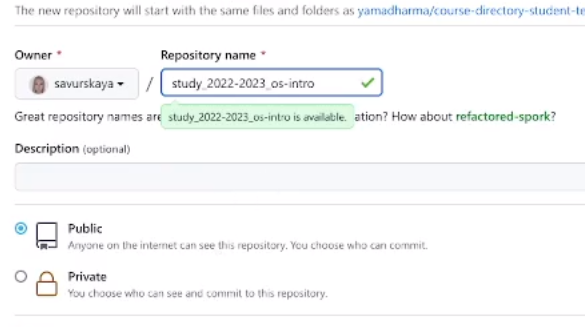 The new repository will start with the same files and folders as yamadharma/course-directory-student-te
Owner *
Repository name *
savurskaya
/
study_2022-2023_os-intro
Great repository names are
study_2022-2023_os-intro is available.
ation? How about refactored-spork?
Description (optional)
Public
Anyone on the internet can see this repository. You choose who can commit.
Private
You choose who can see and commit to this repository.